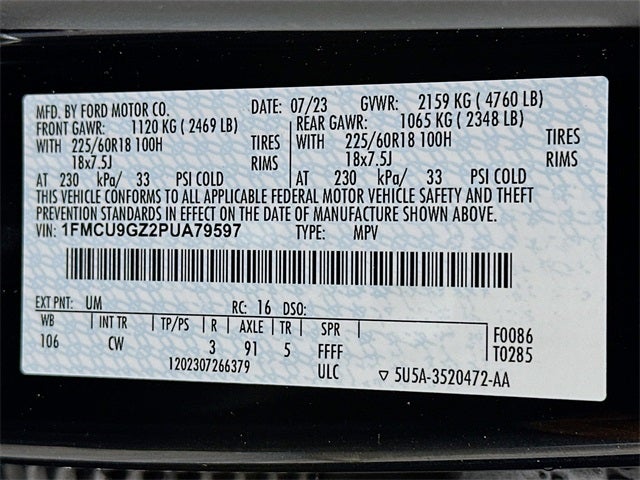 MFD. BY FORD MOTOR CO. DATE: 07/23 GVWR: 2159 KG ( 4760 LB)
FRONT GAWR: 1120 KG ( 2469 LB) REAR GAWR: 1065 KG ( 2348 LB)
WITH 225/60R18 100H TIRES WITH 225/60R18 100H TIRES
18x7.5J RIMS 18x7.5J RIMS
AT 230 kPa/ 33 PSI COLD AT 230 kPa/ 33 PSI COLD
THIS VEHICLE CONFORMS TO ALL APPLICABLE FEDERAL MOTOR VEHICLE SAFETY AND THEFT
PREVENTION STANDARDS IN EFFECT ON THE DATE OF MANUFACTURE SHOWN ABOVE.
VIN: 1FMCU9GZ2PUA79597 TYPE: MPV
EXT PNT: UM RC: 16 DSO:
WB INT TR TP/PS R AXLE TR SPR F0086
106 CW 3 91 5 FFFF T0285
1202307266379 ULC ▽ 5U5A-3520472-AA